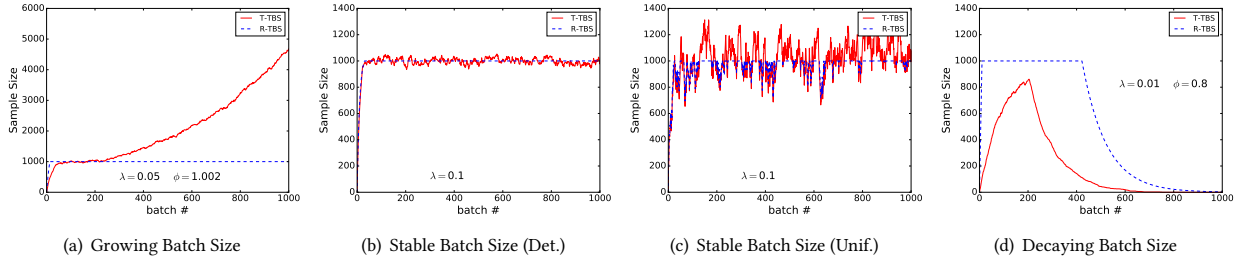 6000
5000
4000
3000
2000
1000
0
Sample Size
0 200 400 600 800 1000
batch #
T-TBS
R-TBS
λ = 0.05 ϕ = 1.002
(a) Growing Batch Size
1400
1200
1000
800
600
400
200
0
Sample Size
0 200 400 600 800 1000
batch #
T-TBS
R-TBS
λ = 0.1
(b) Stable Batch Size (Det.)
1400
1200
1000
800
600
400
200
0
Sample Size
0 200 400 600 800 1000
batch #
T-TBS
R-TBS
λ = 0.1
(c) Stable Batch Size (Unif.)
1400
1200
1000
800
600
400
200
0
Sample Size
0 200 400 600 800 1000
batch #
T-TBS
R-TBS
λ = 0.01 ϕ = 0.8
(d) Decaying Batch Size